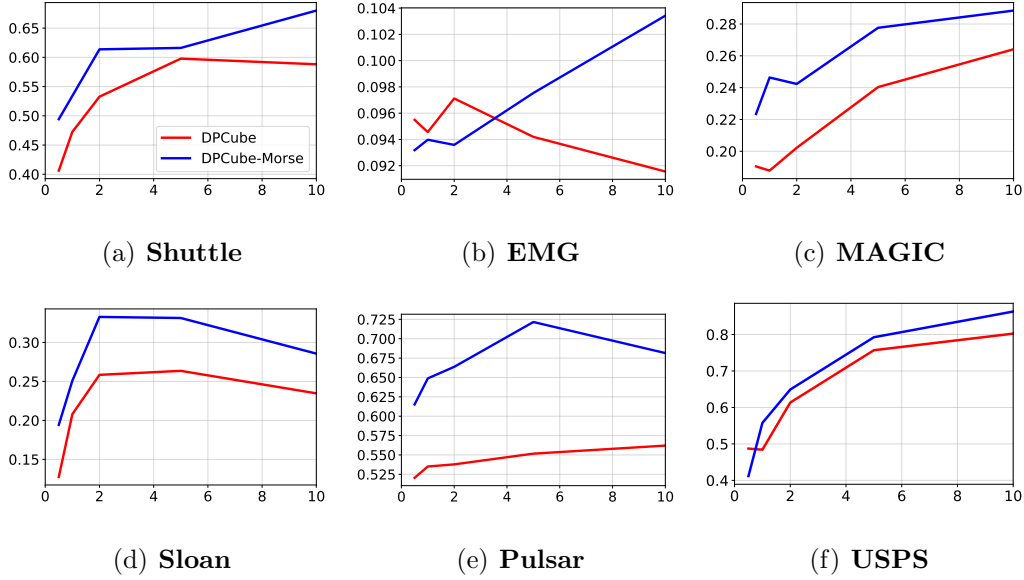 0.65
0.60
0.55
0.50
0.45
0.40
0 2 4 6 8 10
DPCube
DPCube-Morse
(a) Shuttle
0.104
0.102
0.100
0.098
0.096
0.094
0.092
0 2 4 6 8 10
(b) EMG
0.28
0.26
0.24
0.22
0.20
0 2 4 6 8 10
(c) MAGIC
0.30
0.25
0.20
0.15
0 2 4 6 8 10
(d) Sloan
0.725
0.700
0.675
0.650
0.625
0.600
0.575
0.550
0.525
0 2 4 6 8 10
(e) Pulsar
0.8
0.7
0.6
0.5
0.4
0 2 4 6 8 10
(f) USPS